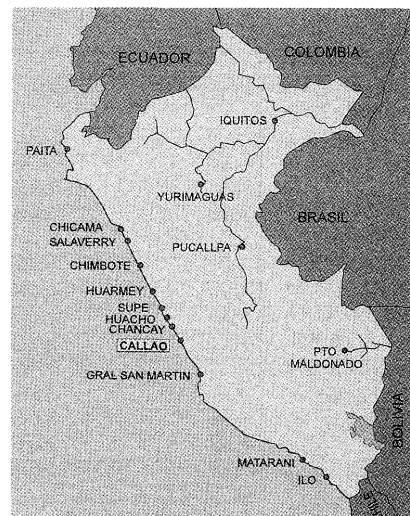 ECUADOR
COLOMBIA
IQUITOS
PAITA
YURIMAGUAS
BRASIL
CHICAMA
SALAVERRY
PUCALLPA
CHIMBOTE
HUARMEY
SUPE
HUACHO
CHANCAY
CALLAO
PTO
MALDONADO
GRAL SAN MARTIN
BOLIVIA
MATARANI
ILO
CHILE